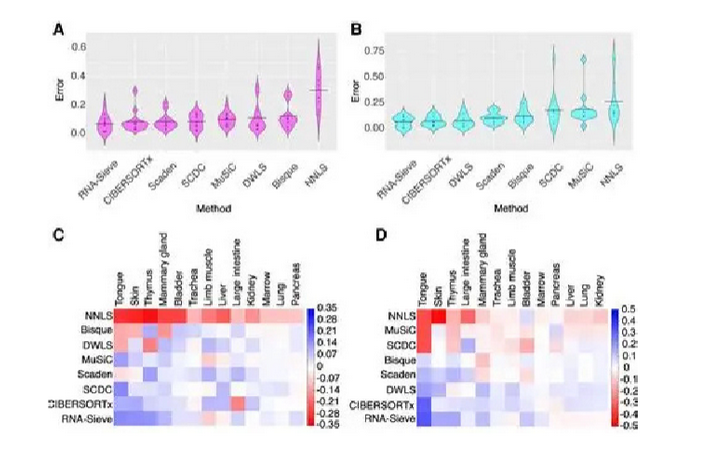 A
B
0.6
0.4
0.2
0.0
Error
0.75
0.50
0.25
0.00
Error
RNA-Sieve
CIBERSORTx
Scaden
SCDC
MuSiC
DWLS
Bisque
NNLS
Method
RNA-Sieve
CIBERSORTx
DWLS
Scaden
Bisque
SCDC
MuSiC
NNLS
Method
C
D
Tongue
Skin
Thymus
Mammary gland
Bladder
Trachea
Limb muscle
Liver
Large intestine
Kidney
Marrow
Lung
Pancreas
NNLS
Bisque
DWLS
MuSiC
Scaden
SCDC
CIBERSORTx
RNA-Sieve
0.35
0.28
0.21
0.14
0.07
0
-0.07
-0.14
-0.21
-0.28
-0.35
Tongue
Skin
Thymus
Large intestine
Mammary gland
Trachea
Limb muscle
Bladder
Marrow
Pancreas
Liver
Lung
Kidney
NNLS
MuSiC
SCDC
Bisque
Scaden
DWLS
CIBERSORTx
RNA-Sieve
0.5
0.4
0.3
0.2
0.1
0
-0.1
-0.2
-0.3
-0.4
-0.5